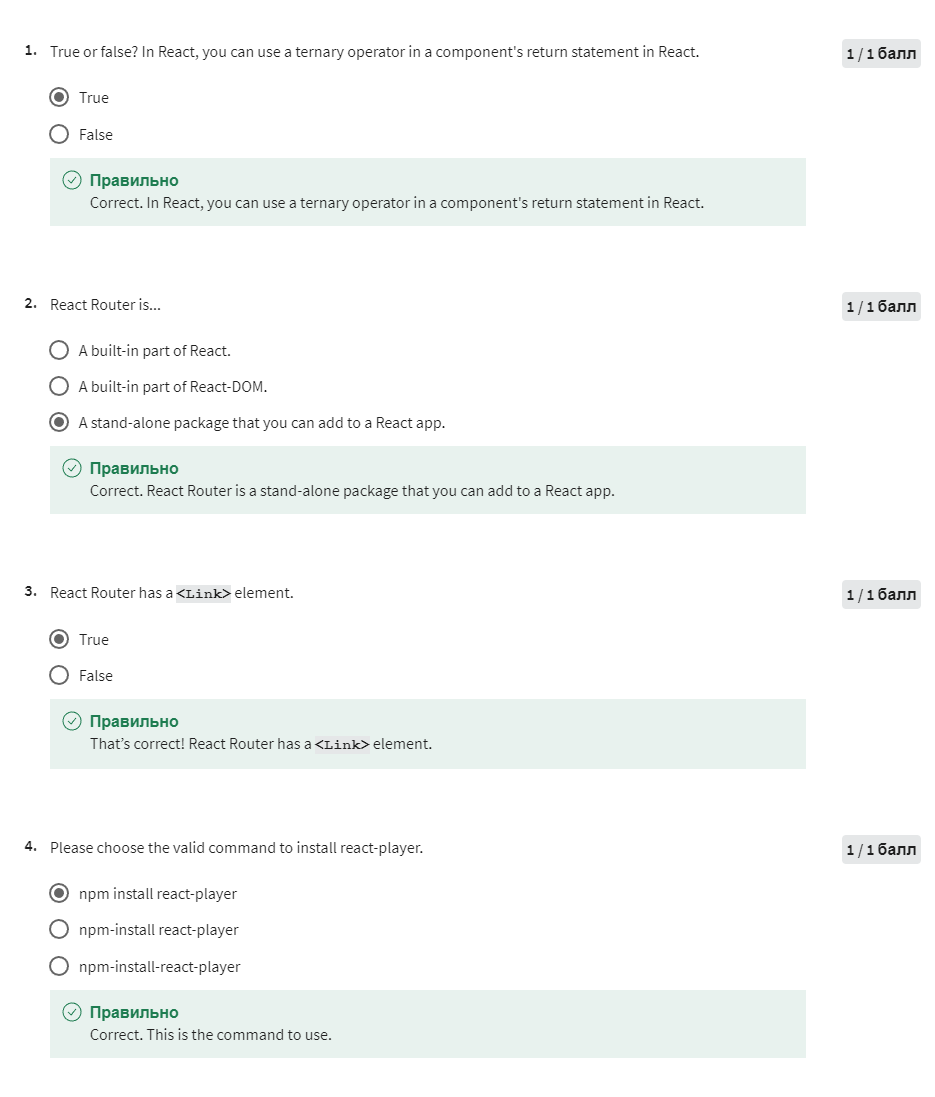 1. True or false? In React, you can use a ternary operator in a component's return statement in React. 1 / 1 балл
True
False
Правильно
Correct. In React, you can use a ternary operator in a component's return statement in React.
2. React Router is... 1 / 1 балл
A built-in part of React.
A built-in part of React-DOM.
A stand-alone package that you can add to a React app.
Правильно
Correct. React Router is a stand-alone package that you can add to a React app.
3. React Router has a <Link> element. 1 / 1 балл
True
False
Правильно
That’s correct! React Router has a <Link> element.
4. Please choose the valid command to install react-player. 1 / 1 балл
npm install react-player
npm-install react-player
npm-install-react-player
Правильно
Correct. This is the command to use.